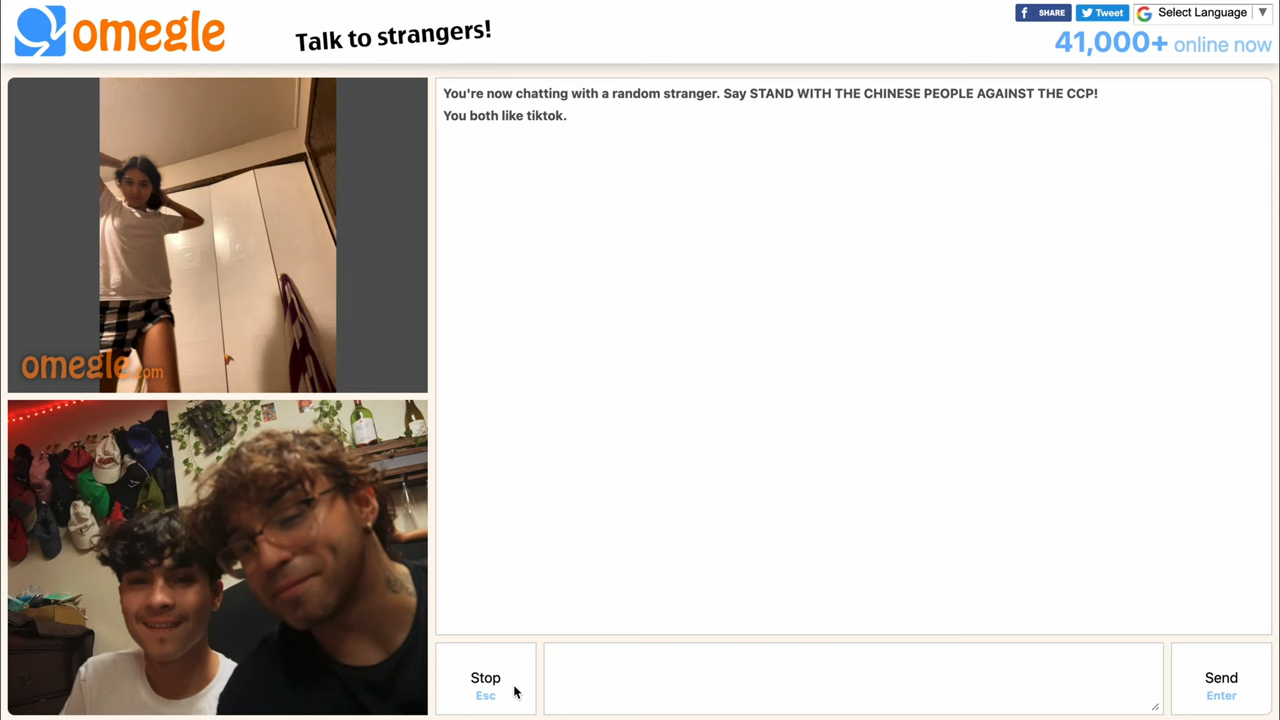 omegle
Talk to strangers!
SHARE
Tweet
Select Language
41,000+ online now
You're now chatting with a random stranger. Say STAND WITH THE CHINESE PEOPLE AGAINST THE CCP!
You both like tiktok.
omegle.com
Stop
Esc
Send
Enter